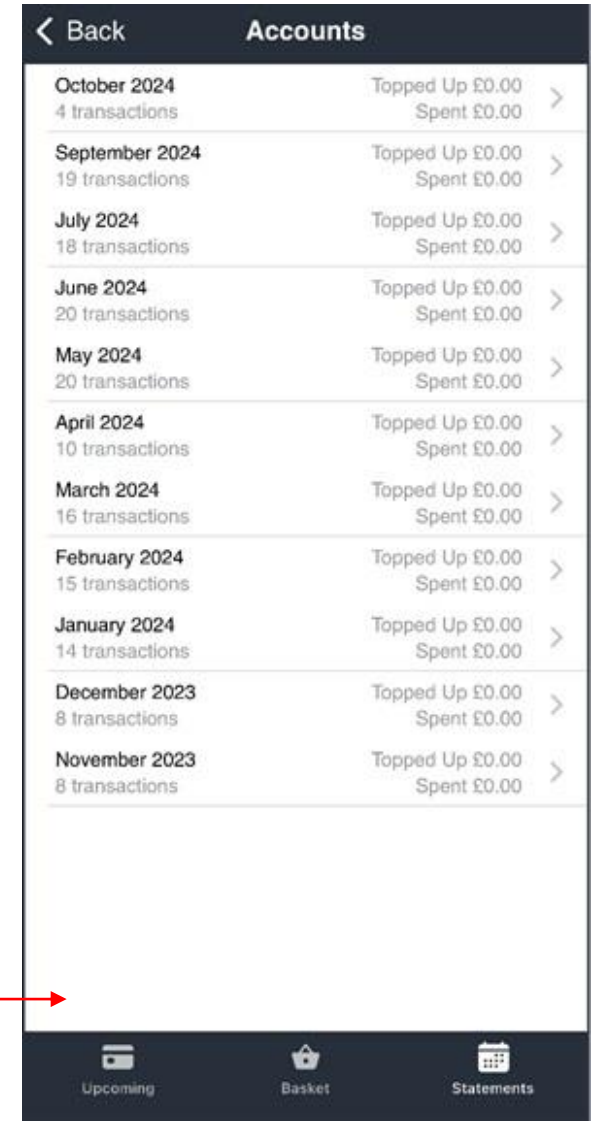 Back Accounts
October 2024 Topped Up £0.00
4 transactions Spent £0.00
September 2024 Topped Up £0.00
19 transactions Spent £0.00
July 2024 Topped Up £0.00
18 transactions Spent £0.00
June 2024 Topped Up £0.00
20 transactions Spent £0.00
May 2024 Topped Up £0.00
20 transactions Spent £0.00
April 2024 Topped Up £0.00
10 transactions Spent £0.00
March 2024 Topped Up £0.00
16 transactions Spent £0.00
February 2024 Topped Up £0.00
15 transactions Spent £0.00
January 2024 Topped Up £0.00
14 transactions Spent £0.00
December 2023 Topped Up £0.00
8 transactions Spent £0.00
November 2023 Topped Up £0.00
8 transactions Spent £0.00
Upcoming Basket Statements